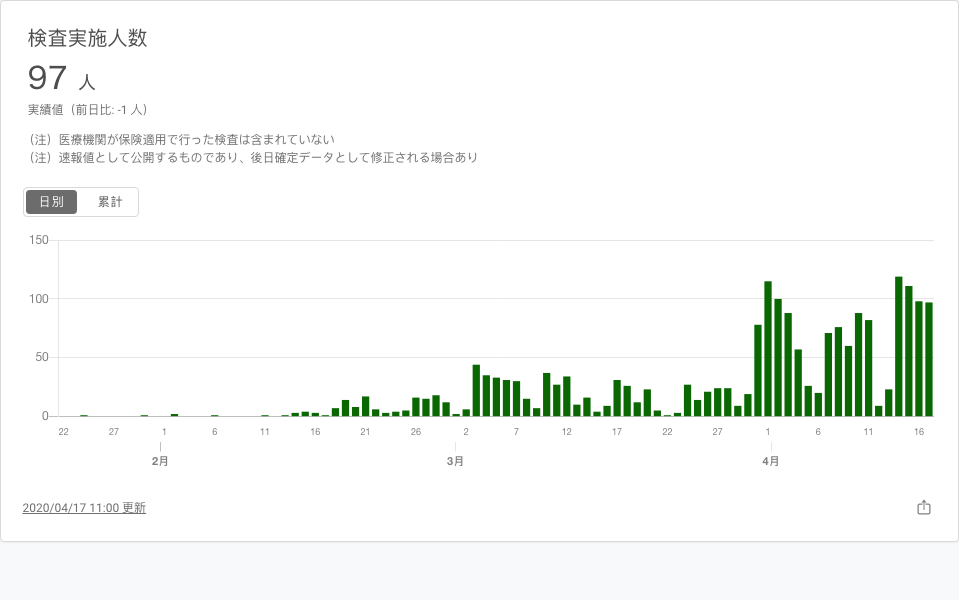 検査実施人数
97 人
実績値（前日比: -1 人）
（注）医療機関が保険適用で行った検査は含まれていない
（注）速報値として公開するものであり、後日確定データとして修正される場合あり
日別 累計
150
100
50
0
22 27 1 6 11 16 21 26 2 7 12 17 22 27 1 6 11 16
2月 3月 4月
2020/04/17 11:00 更新